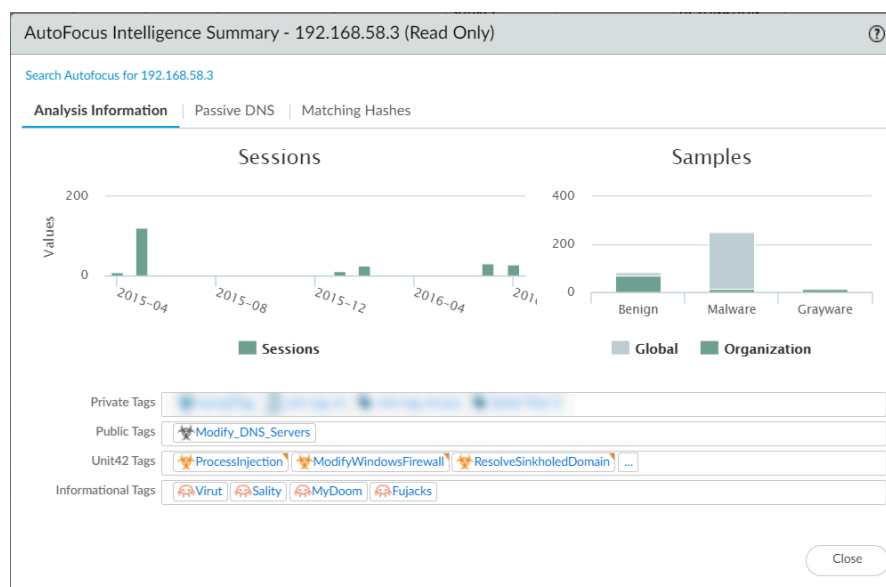 AutoFocus Intelligence Summary - 192.168.58.3 (Read Only)
Search Autofocus for 192.168.58.3
Analysis Information | Passive DNS | Matching Hashes
Sessions
Values
200
0
2015-04
2015-08
2015-12
2016-04
Sessions
Samples
400
200
0
Benign
Malware
Grayware
Global
Organization
Private Tags
Public Tags
Modify_DNS_Servers
Unit42 Tags
ProcessInjection
ModifyWindowsFirewall
ResolveSinkholedDomain
...
Informational Tags
Virut
Sality
MyDoom
Fujacks
Close